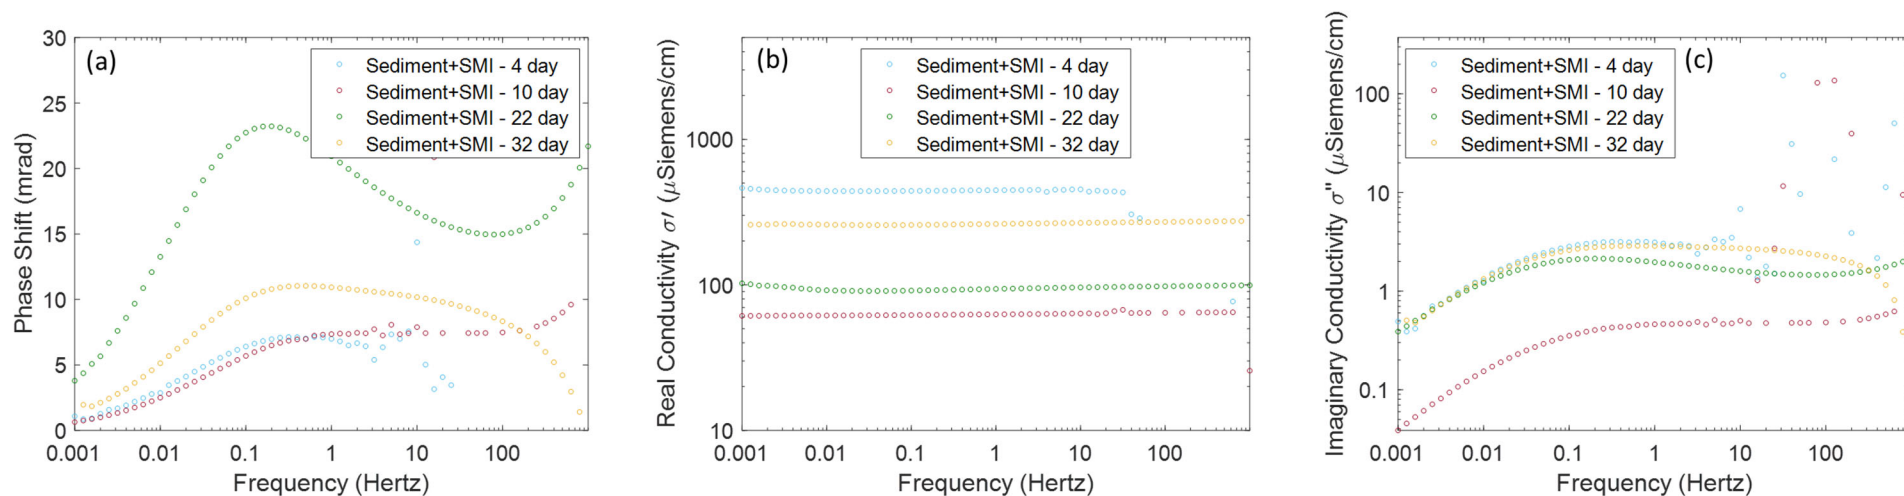 (a)
Sediment+SMI - 4 day
Sediment+SMI - 10 day
Sediment+SMI - 22 day
Sediment+SMI - 32 day
Phase Shift (mrad)
30
25
20
15
10
5
0
0.001 0.01 0.1 1 10 100
Frequency (Hertz)
(b)
Sediment+SMI - 4 day
Sediment+SMI - 10 day
Sediment+SMI - 22 day
Sediment+SMI - 32 day
Real Conductivity σ′ (μSiemens/cm)
1000
100
10
0.001 0.01 0.1 1 10 100
Frequency (Hertz)
(c)
Sediment+SMI - 4 day
Sediment+SMI - 10 day
Sediment+SMI - 22 day
Sediment+SMI - 32 day
Imaginary Conductivity σ" (μSiemens/cm)
100
10
1
0.1
0.001 0.01 0.1 1 10 100
Frequency (Hertz)